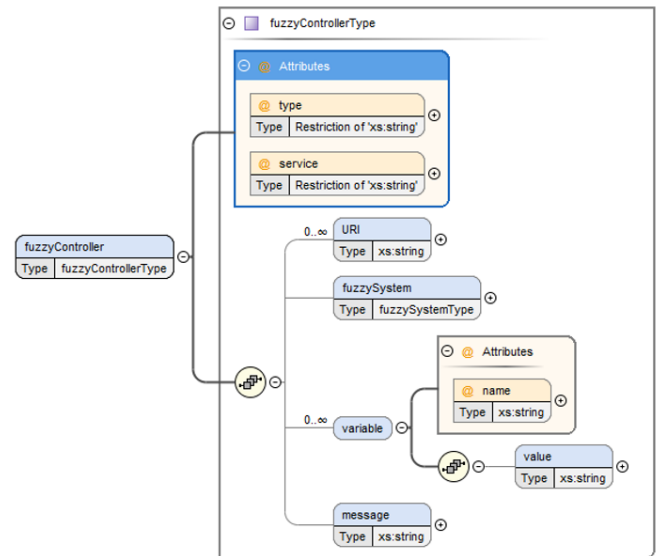 fuzzyControllerType
@ Attributes
@ type
Type Restriction of 'xs:string'
@ service
Type Restriction of 'xs:string'
0..∞ URI
Type xs:string
fuzzyController
Type fuzzyControllerType
fuzzySystem
Type fuzzySystemType
@ Attributes
@ name
Type xs:string
0..∞ variable
value
Type xs:string
message
Type xs:string